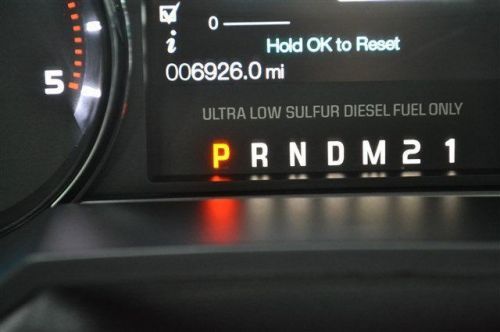 0
i
Hold OK to Reset
006926.0 mi
5
ULTRA LOW SULFUR DIESEL FUEL ONLY
P R N D M 2 1